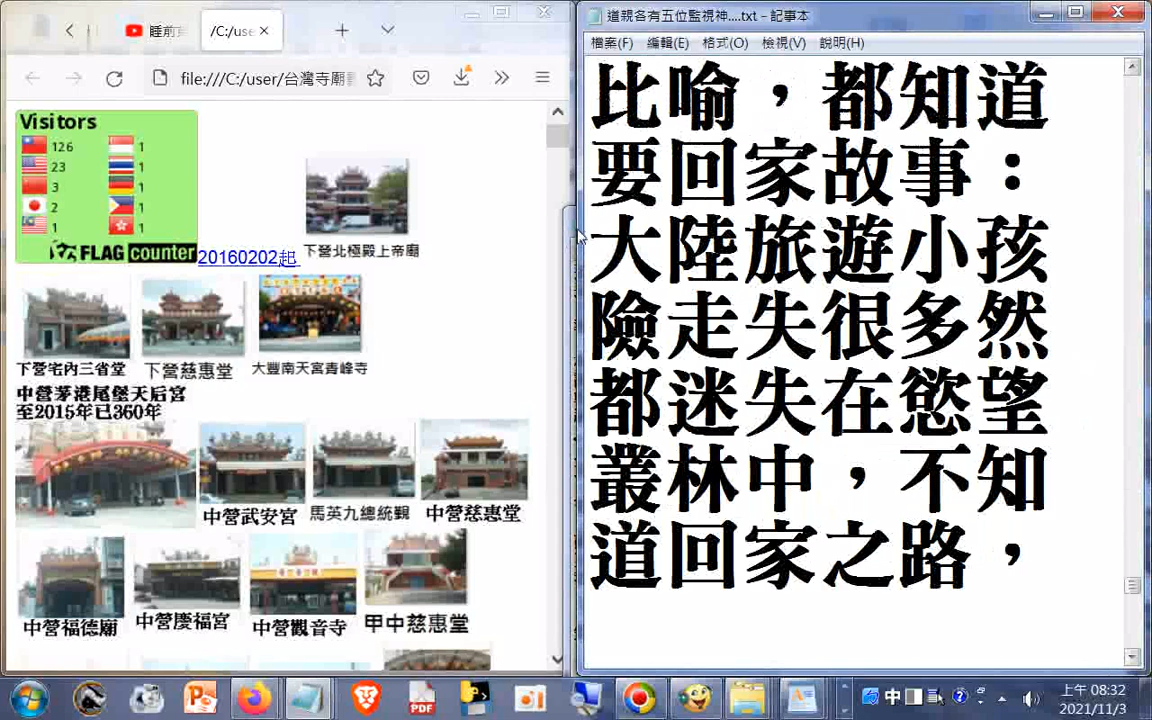 睡前
/C:/use
file:///C:/user/台灣寺廟
Visitors
126
1
23
1
3
1
2
1
1
1
FLAG counter
20160202起
下營北極殿上帝廟
下營宅內三省堂
下營慈惠堂
大豐南天宮青峰寺
中營茅港尾堡天后宮
至2015年已360年
中營武安宮
馬英九總統覲
中營慈惠堂
中營福德廟
中營慶福宮
中營觀音寺
甲中慈惠堂
道親各有五位監視神....txt - 記事本
檔案(F) 編輯(E) 格式(O) 檢視(V) 說明(H)
比喻，都知道
要回家故事：
大陸旅遊小孩
險走失很多然
都迷失在慾望
叢林中，不知
道回家之路，
PDF
中
上午 08:32
2021/11/3